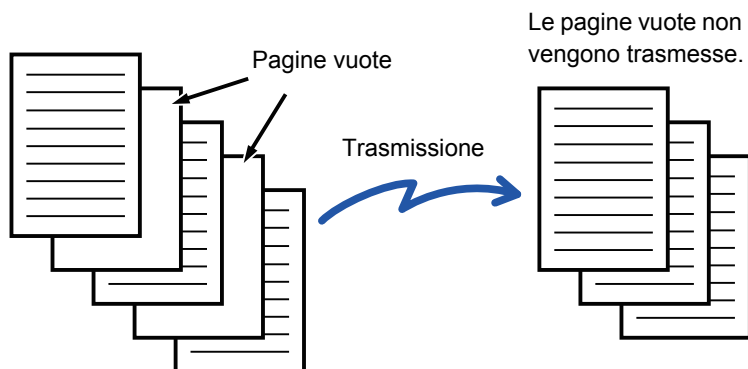 Le pagine vuote non
vengono trasmesse.
Pagine vuote
Trasmissione